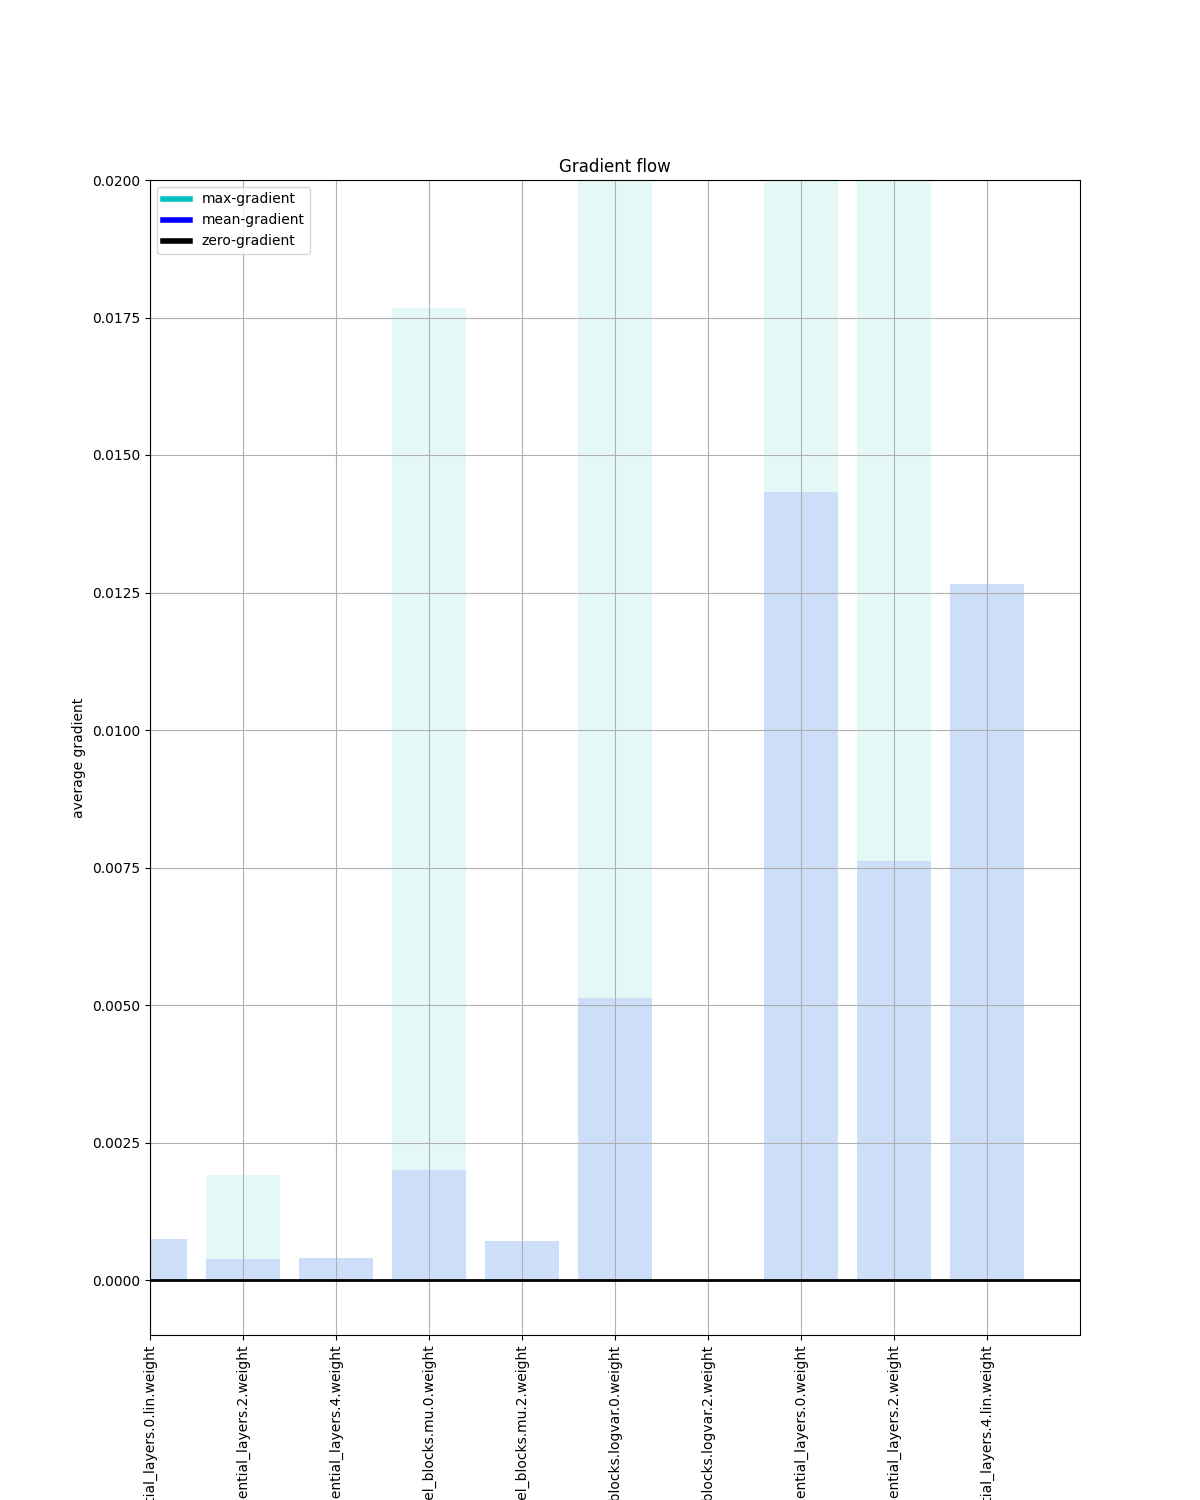 Gradient flow
max-gradient
mean-gradient
zero-gradient
0.0200
0.0175
0.0150
0.0125
0.0100
0.0075
0.0050
0.0025
0.0000
average gradient
tial_layers.0.lin.weight
ential_layers.2.weight
ential_layers.4.weight
el_blocks.mu.0.weight
el_blocks.mu.2.weight
blocks.logvar.0.weight
blocks.logvar.2.weight
ential_layers.0.weight
ential_layers.2.weight
tial_layers.4.lin.weight